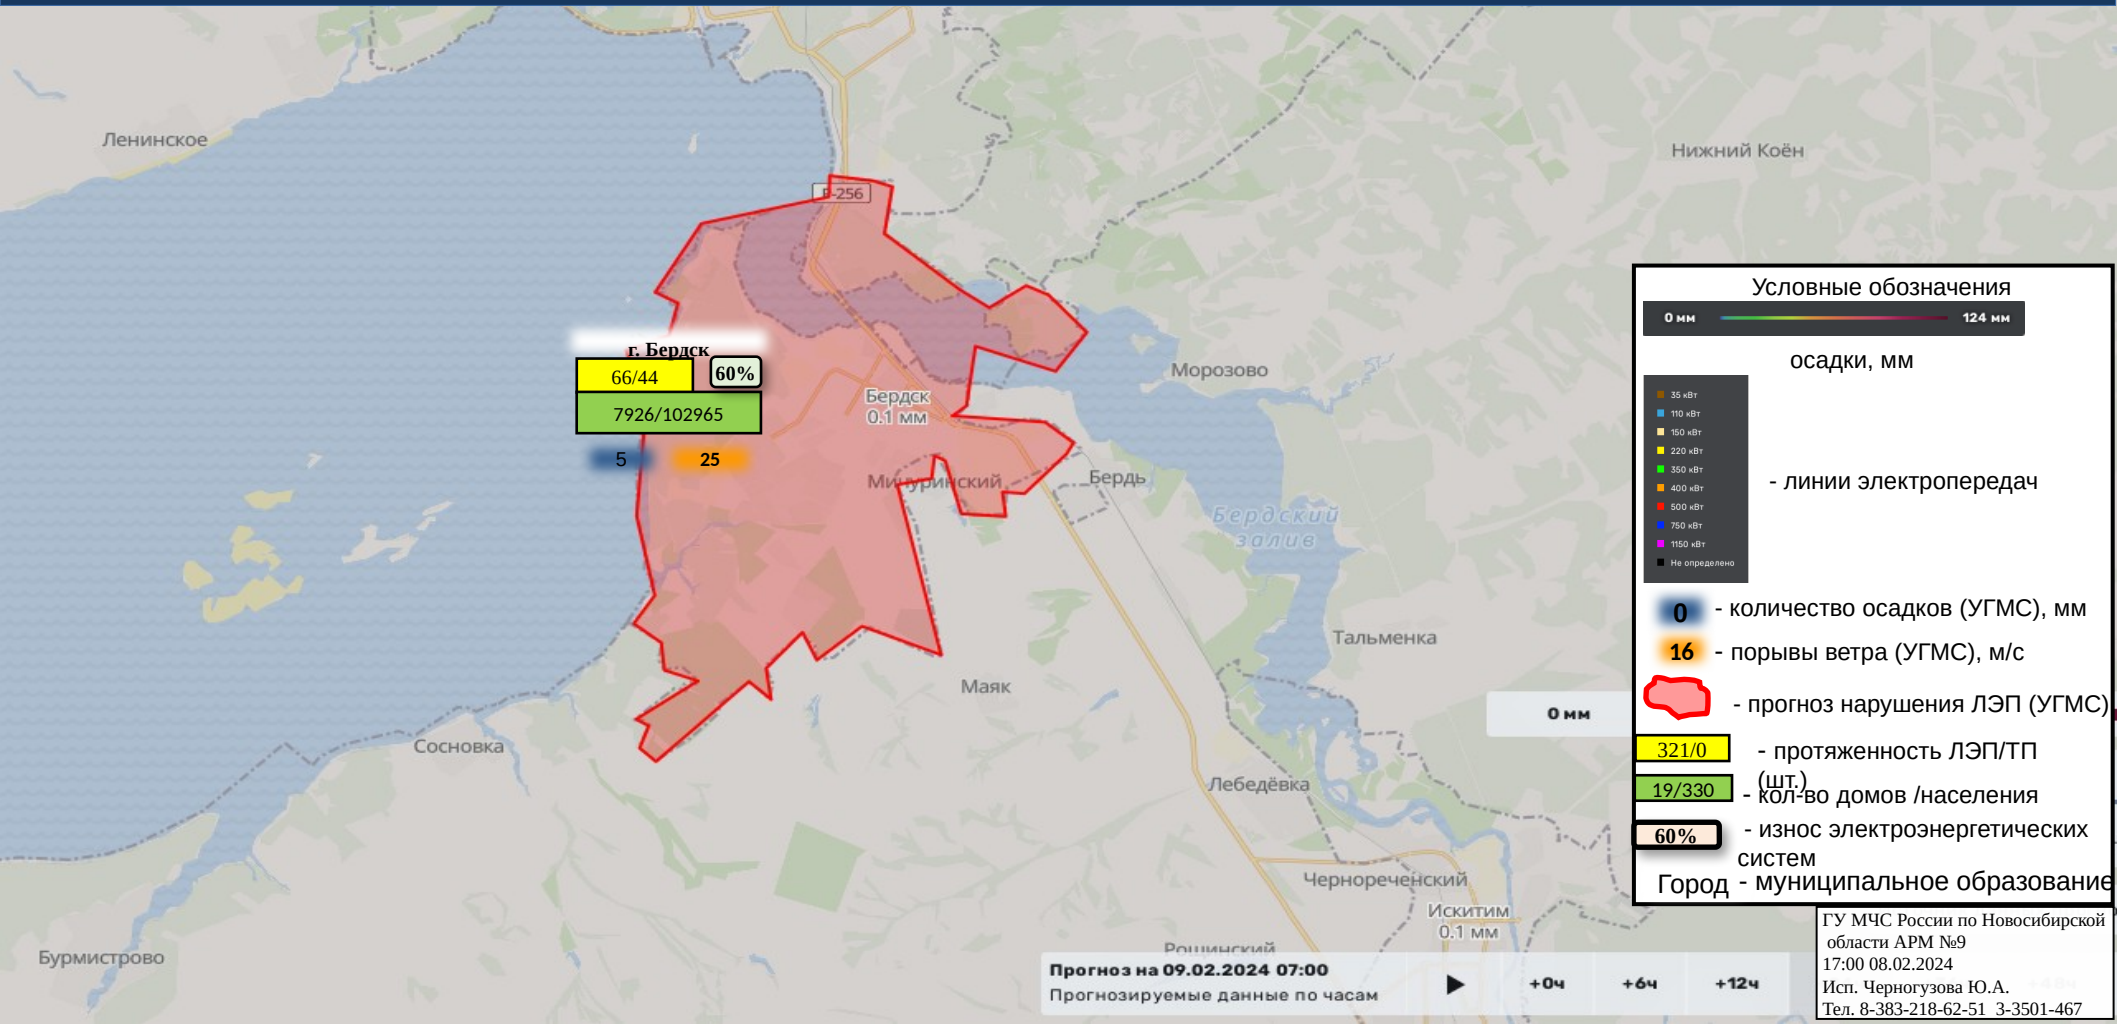 Ленинское
Нижний Коён
Р-256
г. Бердск
66/44
60%
7926/102965
5
25
Бердск
0.1 мм
Морозово
Мичуринский
Бердь
Бердский
залив
Тальменка
Маяк
Сосновка
Лебедёвка
Чернореченский
Искитим
0.1 мм
Рощинский
Бурмистрово
0 мм
Условные обозначения
0 мм
124 мм
осадки, мм
35 кВт
110 кВт
150 кВт
220 кВт
350 кВт
400 кВт
500 кВт
750 кВт
1150 кВт
Не определено
- линии электропередач
0 - количество осадков (УГМС), мм
16 - порывы ветра (УГМС), м/с
- прогноз нарушения ЛЭП (УГМС)
321/0 - протяженность ЛЭП/ТП
(шт.)
19/330 - кол-во домов /населения
60% - износ электроэнергетических
систем
Город - муниципальное образование
Прогноз на 09.02.2024 07:00
Прогнозируемые данные по часам
+0ч
+6ч
+12ч
ГУ МЧС России по Новосибирской
области АРМ №9
17:00 08.02.2024
Исп. Черногузова Ю.А.
Тел. 8-383-218-62-51 3-3501-467